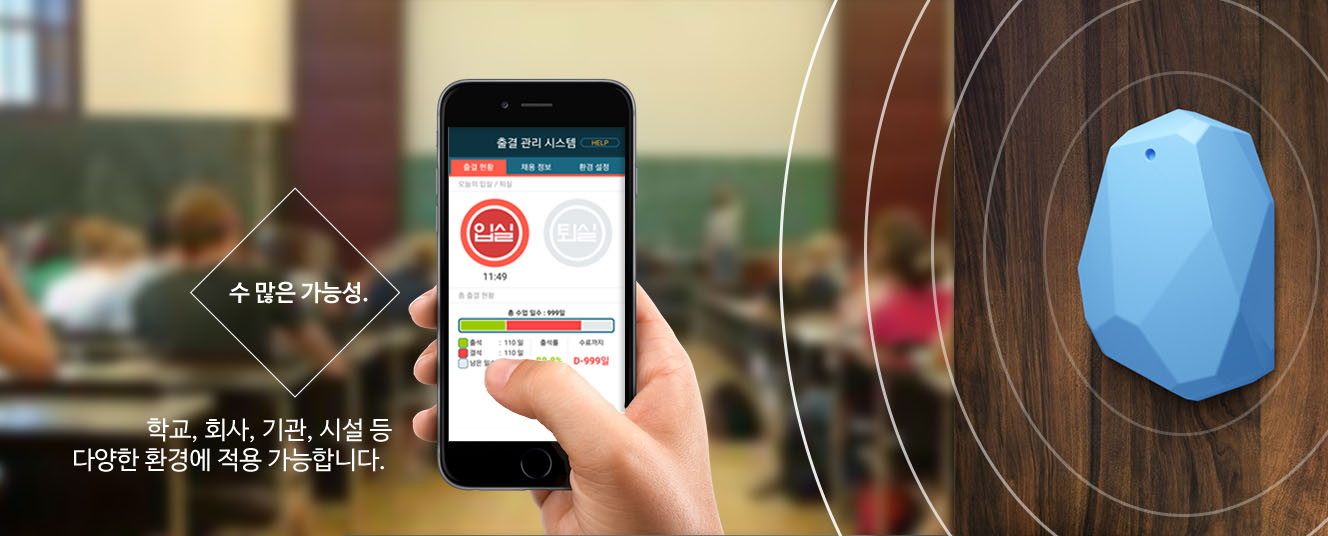 수 많은 가능성.
학교, 회사, 기관, 시설 등
다양한 환경에 적용 가능합니다.
출결 관리 시스템 HELP
출결 현황 채용 정보 환경 설정
오늘의 입실 / 퇴실
입실 퇴실
11:49
총 출결 현황
총 수업 일수 : 999일
출석 : 110 일 출석률 수료까지
결석 : 110 일
남은 D-999일